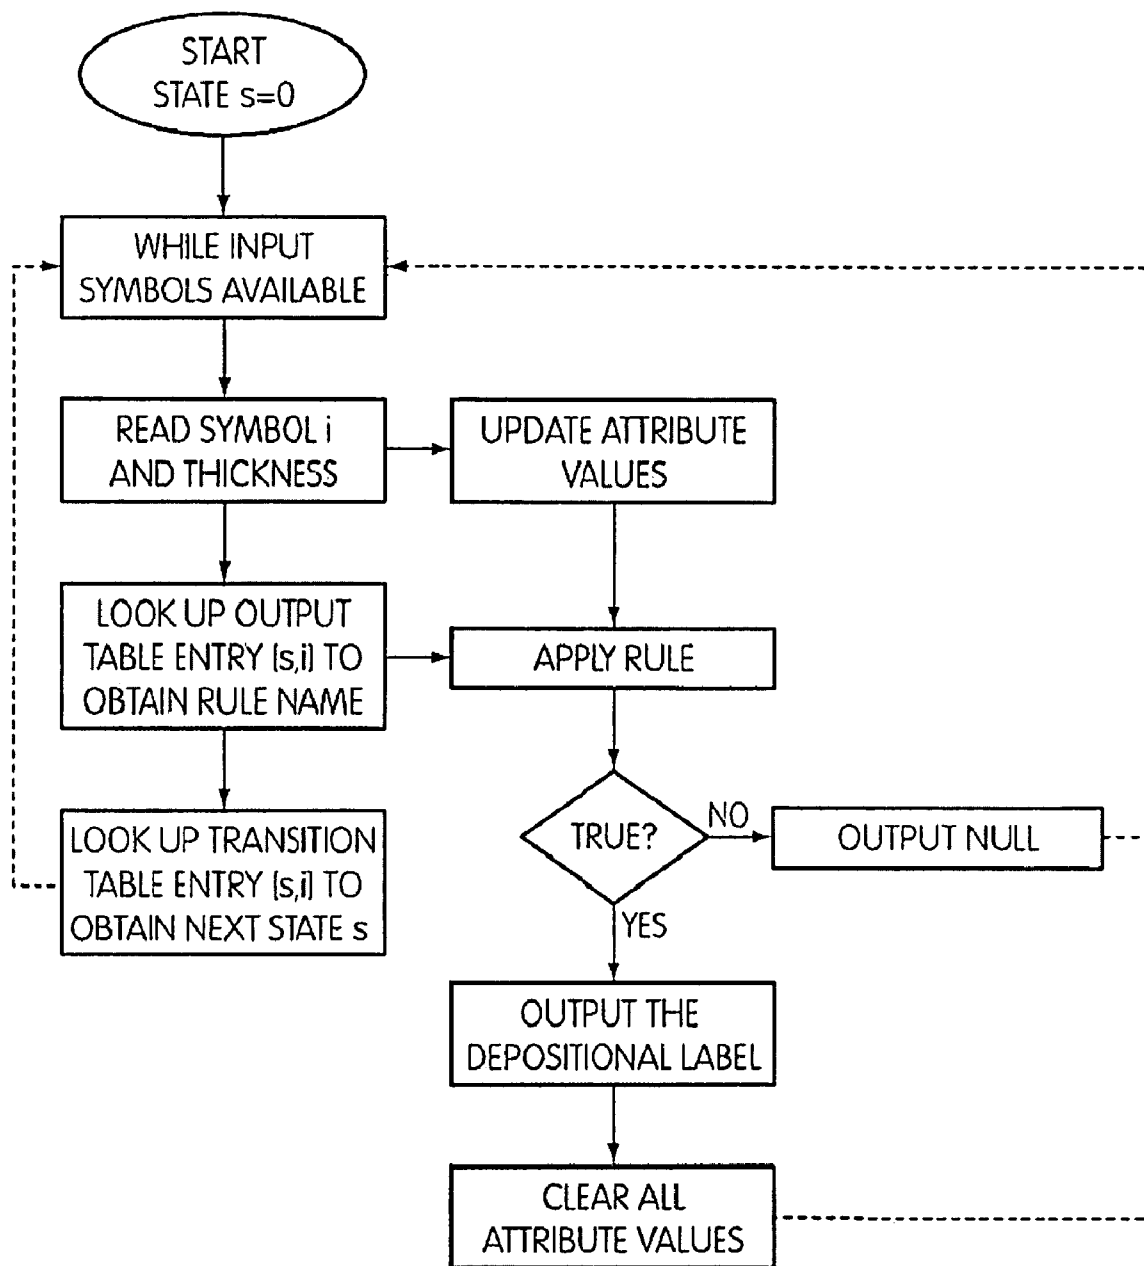 START
STATE s=0
WHILE INPUT
SYMBOLS AVAILABLE
READ SYMBOL i
AND THICKNESS
UPDATE ATTRIBUTE
VALUES
LOOK UP OUTPUT
TABLE ENTRY (s,i) TO
OBTAIN RULE NAME
APPLY RULE
LOOK UP TRANSITION
TABLE ENTRY (s,i) TO
OBTAIN NEXT STATE s
TRUE?
NO
OUTPUT NULL
YES
OUTPUT THE
DEPOSITIONAL LABEL
CLEAR ALL
ATTRIBUTE VALUES